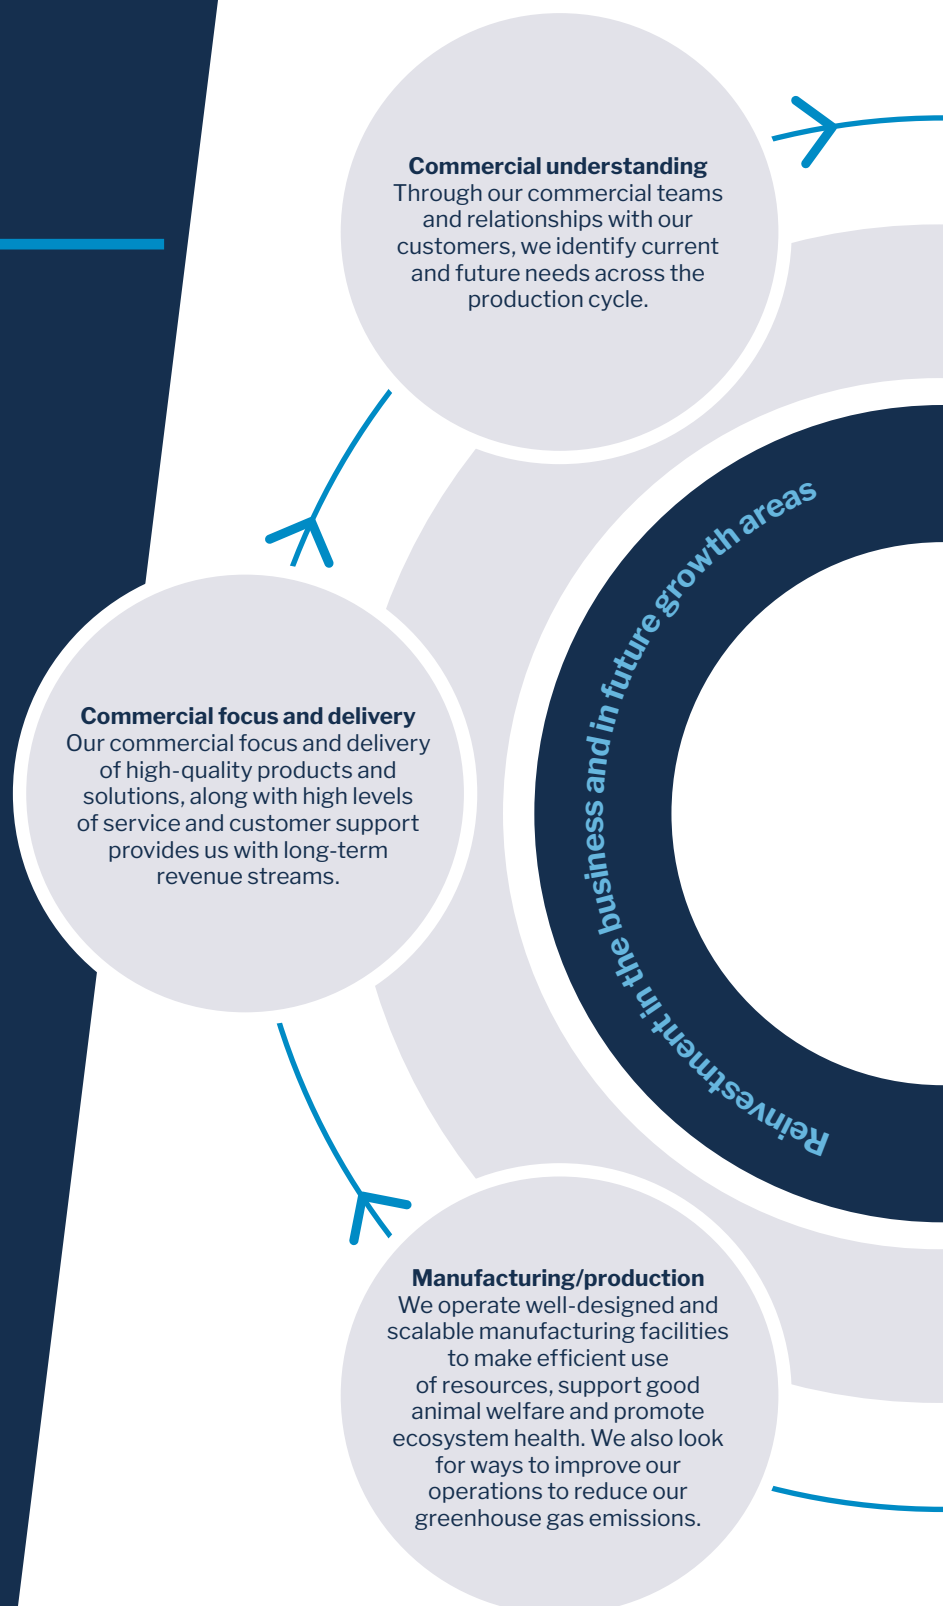 Commercial understanding
Through our commercial teams
and relationships with our
customers, we identify current
and future needs across the
production cycle.
Reinvestment in the business and in future growth areas
Commercial focus and delivery
Our commercial focus and delivery
of high-quality products and
solutions, along with high levels
of service and customer support
provides us with long-term
revenue streams.
Manufacturing/production
We operate well-designed and
scalable manufacturing facilities
to make efficient use
of resources, support good
animal welfare and promote
ecosystem health. We also look
for ways to improve our
operations to reduce our
greenhouse gas emissions.